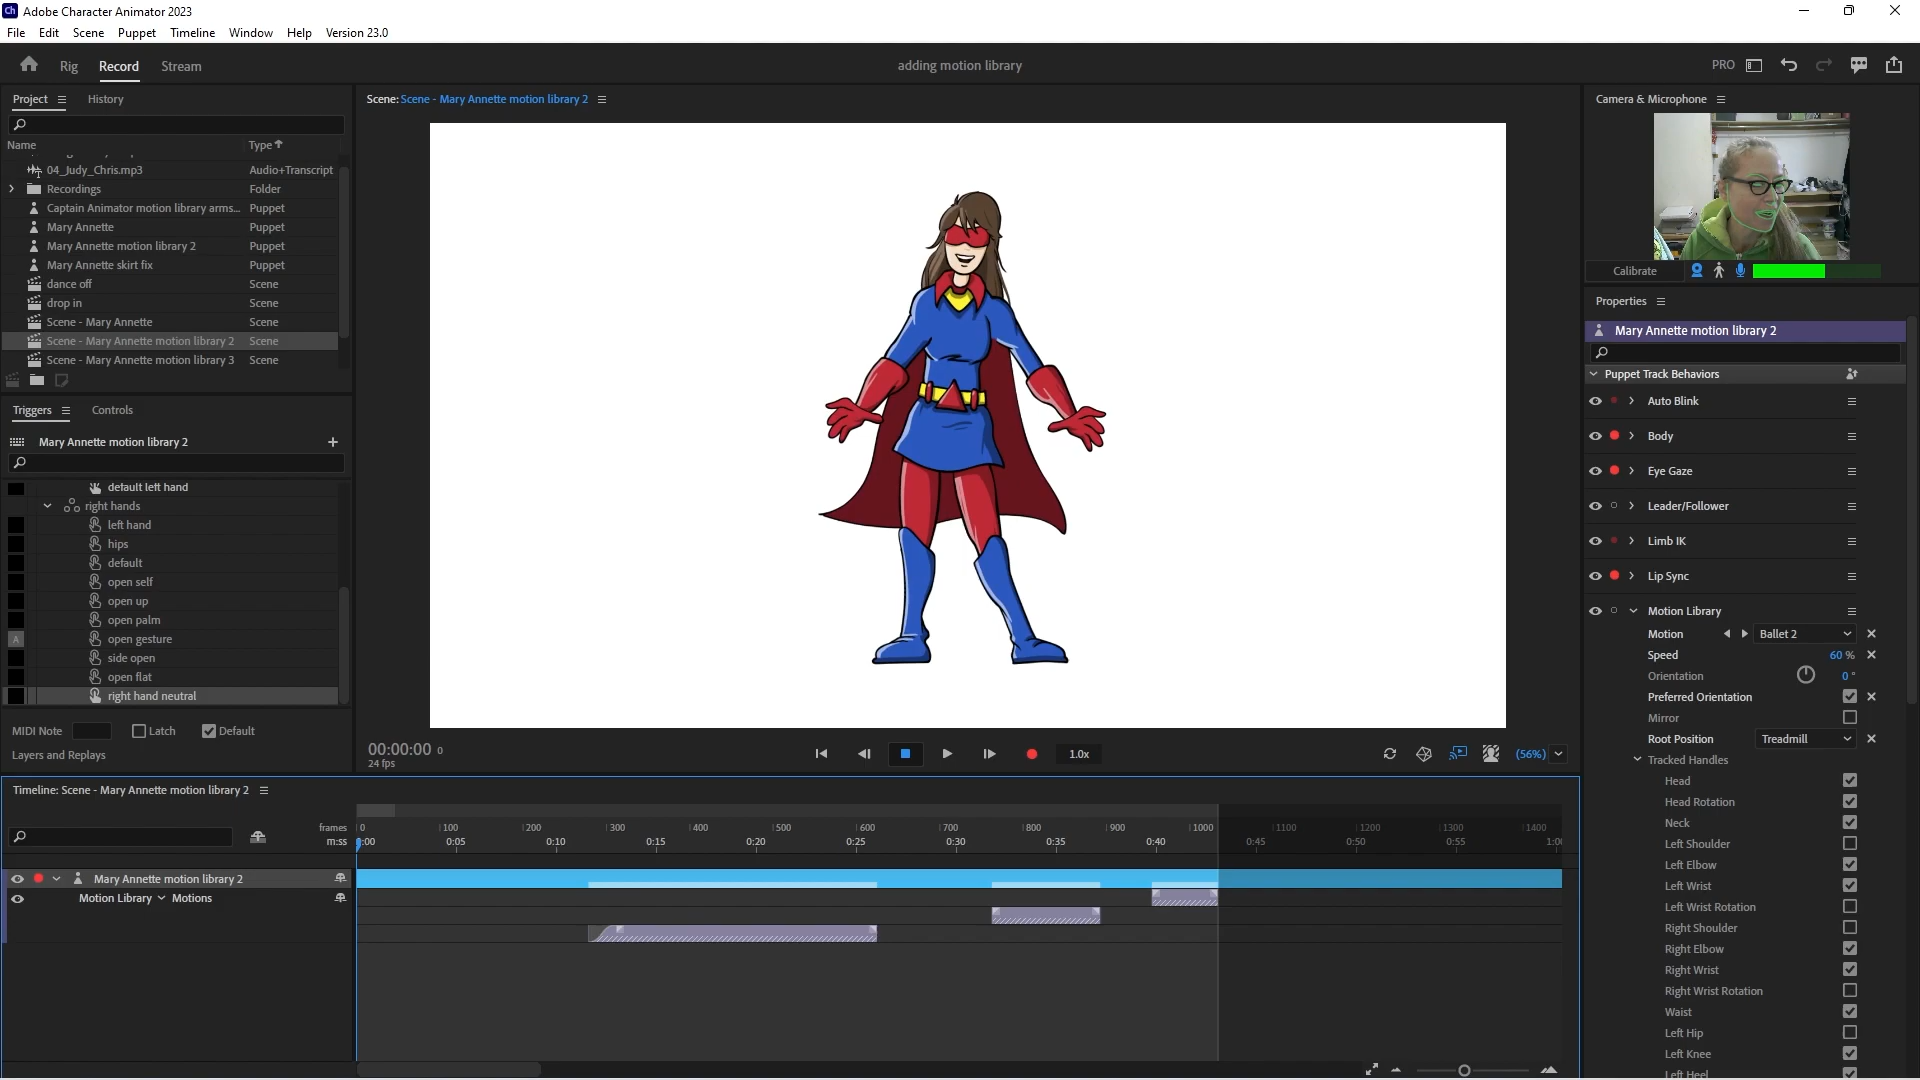 Ch Adobe Character Animator 2023
File Edit Scene Puppet Timeline Window Help Version 23.0
Rig Record Stream adding motion library PRO
Project History
Scene: Scene - Mary Annette motion library 2
Camera & Microphone
Name Type
04_Judy_Chris.mp3 Audio+Transcript
Recordings Folder
Captain Animator motion library arms... Puppet
Mary Annette Puppet
Mary Annette motion library 2 Puppet
Mary Annette skirt fix Puppet
dance off Scene
drop in Scene
Scene - Mary Annette Scene
Scene - Mary Annette motion library 2 Scene
Scene - Mary Annette motion library 3 Scene
Triggers Controls
Mary Annette motion library 2
default left hand
right hands
left hand
hips
default
open self
open up
open palm
A open gesture
side open
open flat
right hand neutral
MIDI Note Latch Default
Layers and Replays
00:00:00 0
24 fps
1.0x
(56%)
Calibrate
Properties
Mary Annette motion library 2
Puppet Track Behaviors
Auto Blink
Body
Eye Gaze
Leader/Follower
Limb IK
Lip Sync
Motion Library
Motion Ballet 2
Speed 60 %
Orientation 0 °
Preferred Orientation
Mirror
Root Position Treadmill
Tracked Handles
Head
Head Rotation
Neck
Left Shoulder
Left Elbow
Left Wrist
Left Wrist Rotation
Right Shoulder
Right Elbow
Right Wrist
Right Wrist Rotation
Waist
Left Hip
Left Knee
Left Heel
Timeline: Scene - Mary Annette motion library 2
frames 0 100 200 300 400 500 600 700 800 900 1000 1100 1200 1300 1400
m:ss 0:00 0:05 0:10 0:15 0:20 0:25 0:30 0:35 0:40 0:45 0:50 0:55
Mary Annette motion library 2
Motion Library Motions